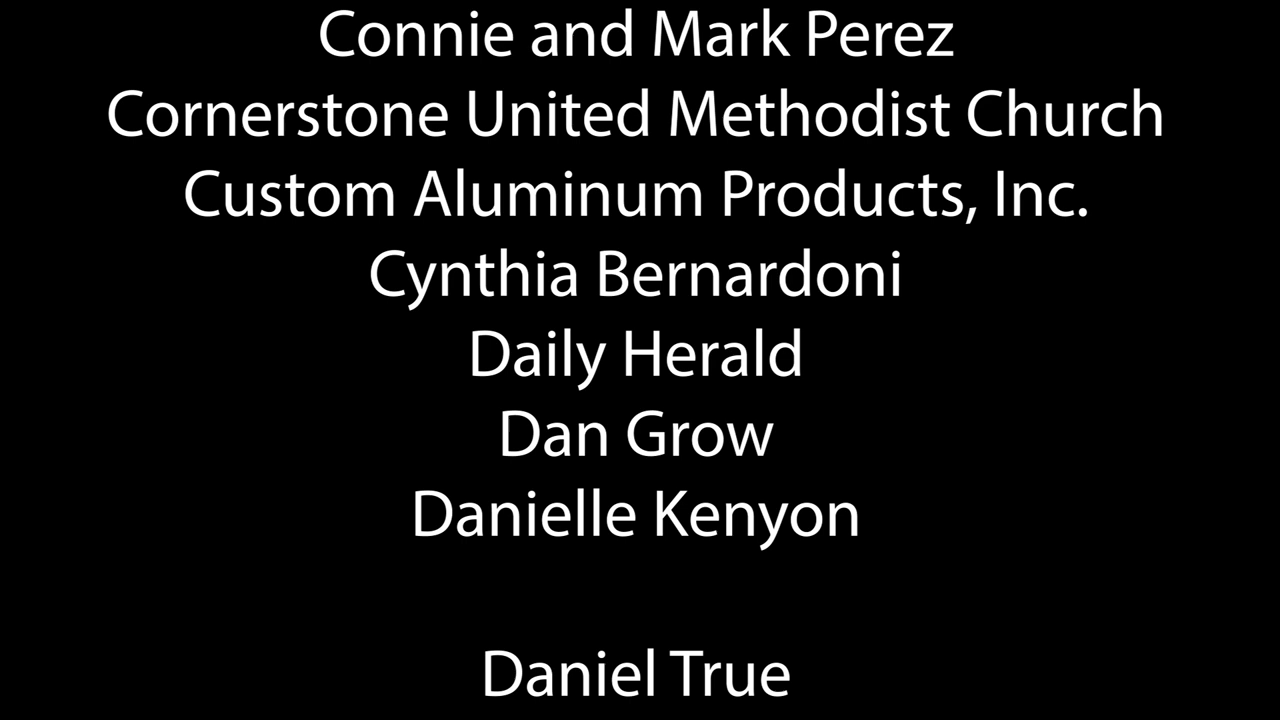 Connie and Mark Perez
Cornerstone United Methodist Church
Custom Aluminum Products, Inc.
Cynthia Bernardoni
Daily Herald
Dan Grow
Danielle Kenyon
Daniel True